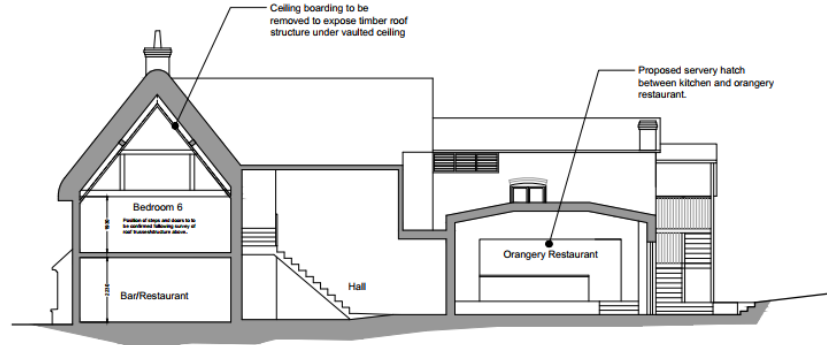 Ceiling boarding to be
removed to expose timber roof
structure under vaulted ceiling
Proposed servery hatch
between kitchen and orangery
restaurant.
Bedroom 6
Position of steps and doors to to
be confirmed following survey of
roof trusses/structure above.
Orangery Restaurant
Hall
Bar/Restaurant